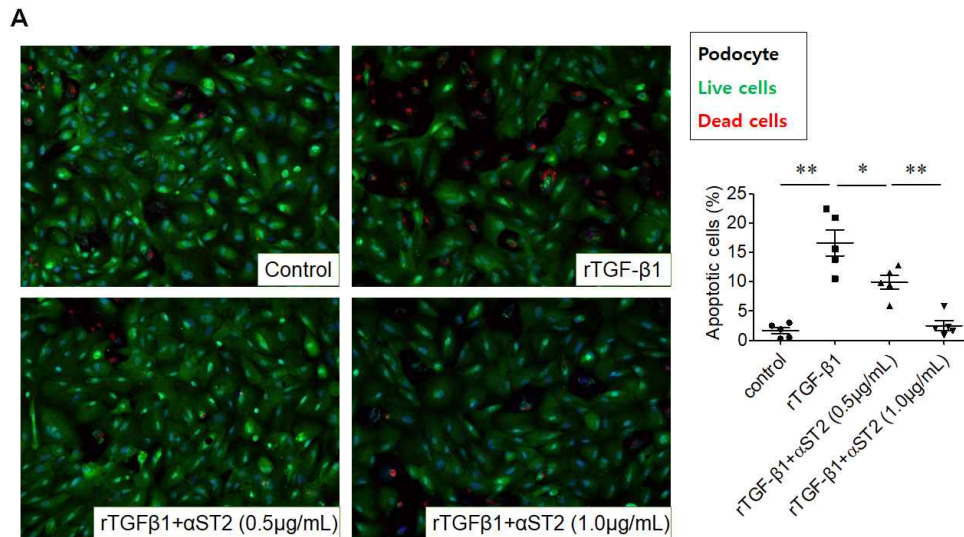 A
Control
rTGF-β1
rTGFβ1+αST2 (0.5μg/mL)
rTGFβ1+αST2 (1.0μg/mL)
Podocyte
Live cells
Dead cells
** * **
Apoptotic cells (%)
25
20
15
10
5
0
control
rTGF-β1
rTGF-β1+αST2 (0.5μg/mL)
rTGF-β1+αST2 (1.0μg/mL)